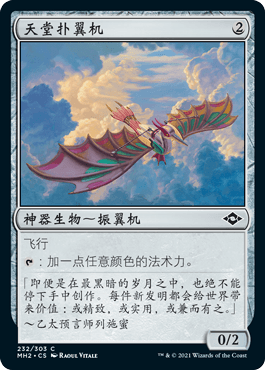 天堂扑翼机 2
神器生物～振翼机
飞行
：加一点任意颜色的法术力。
「即便是在最黑暗的岁月之中，也绝不能
停下手中创作。每件新发明都会给世界带
来价值：或精致，或实用，或兼而有之。」
～乙太预言师列施蜜
0/2
232/303 C
MH2 • CS RAOUL VITALE
™ & © 2021 Wizards of the Coast